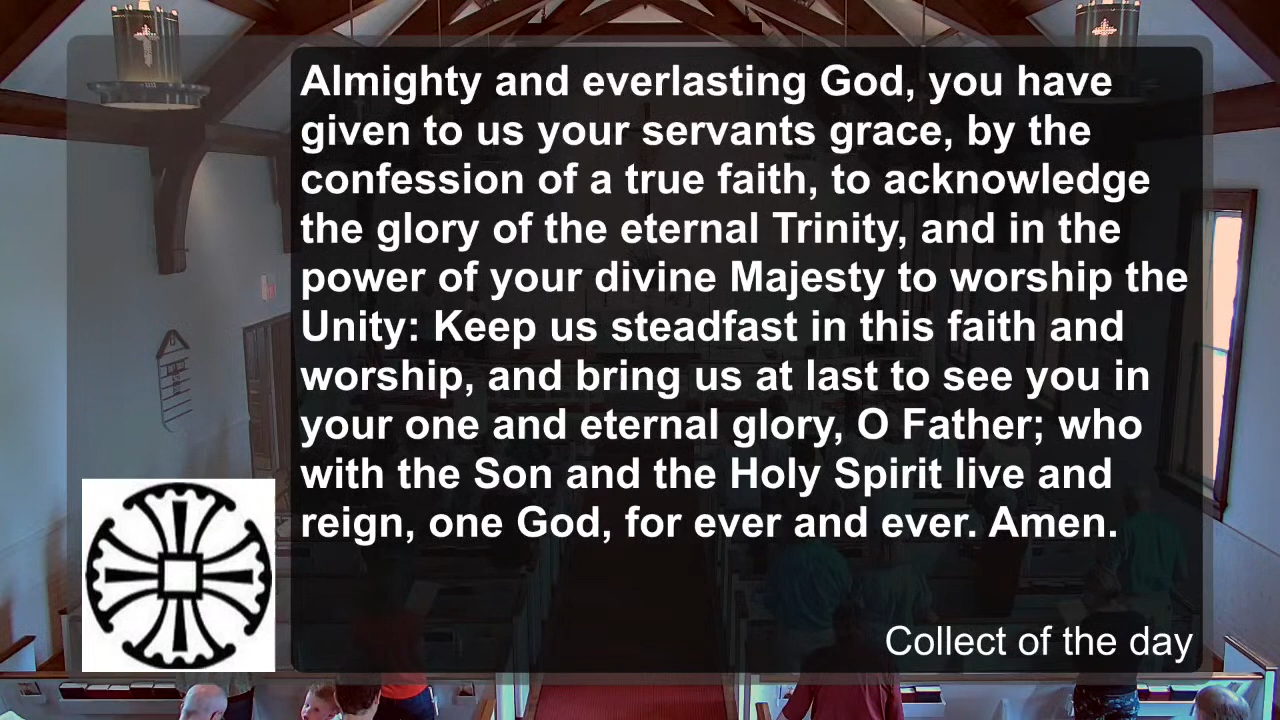 Almighty and everlasting God, you have
given to us your servants grace, by the
confession of a true faith, to acknowledge
the glory of the eternal Trinity, and in the
power of your divine Majesty to worship the
Unity: Keep us steadfast in this faith and
worship, and bring us at last to see you in
your one and eternal glory, O Father; who
with the Son and the Holy Spirit live and
reign, one God, for ever and ever. Amen.
Collect of the day